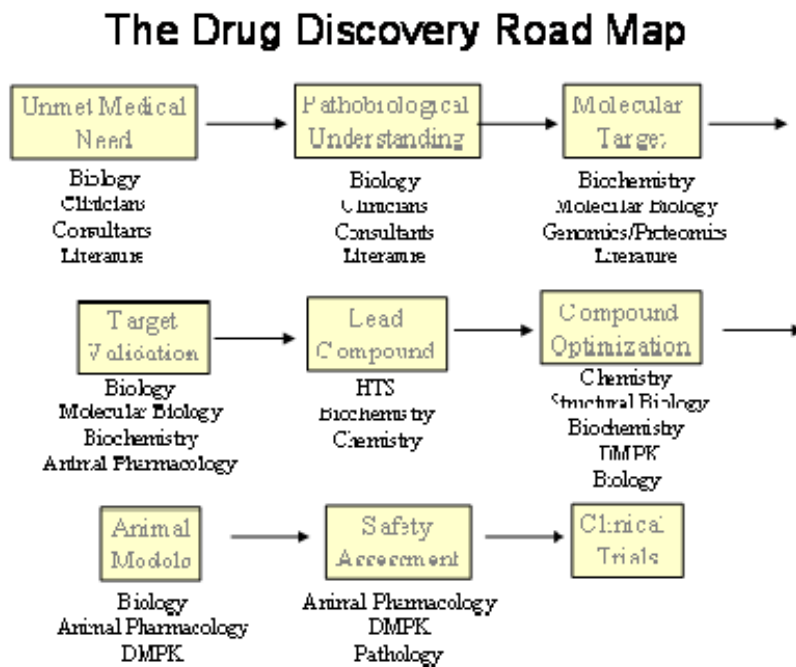 The Drug Discovery Road Map
Unmet Medical
Need
Biology
Clinicians
Consultants
Literature
Pathobiological
Understanding
Biology
Clinicians
Consultants
Literature
Molecular
Target
Biochemistry
Molecular Biology
Genomics/Proteomics
Literature
Target
Validation
Biology
Molecular Biology
Biochemistry
Animal Pharmacology
Lead
Compound
HTS
Biochemistry
Chemistry
Compound
Optimization
Chemistry
Structural Biology
Biochemistry
DMPK
Biology
Animal
Models
Biology
Animal Pharmacology
DMPK
Safety
Assessment
Animal Pharmacology
DMPK
Pathology
Clinical
Trials